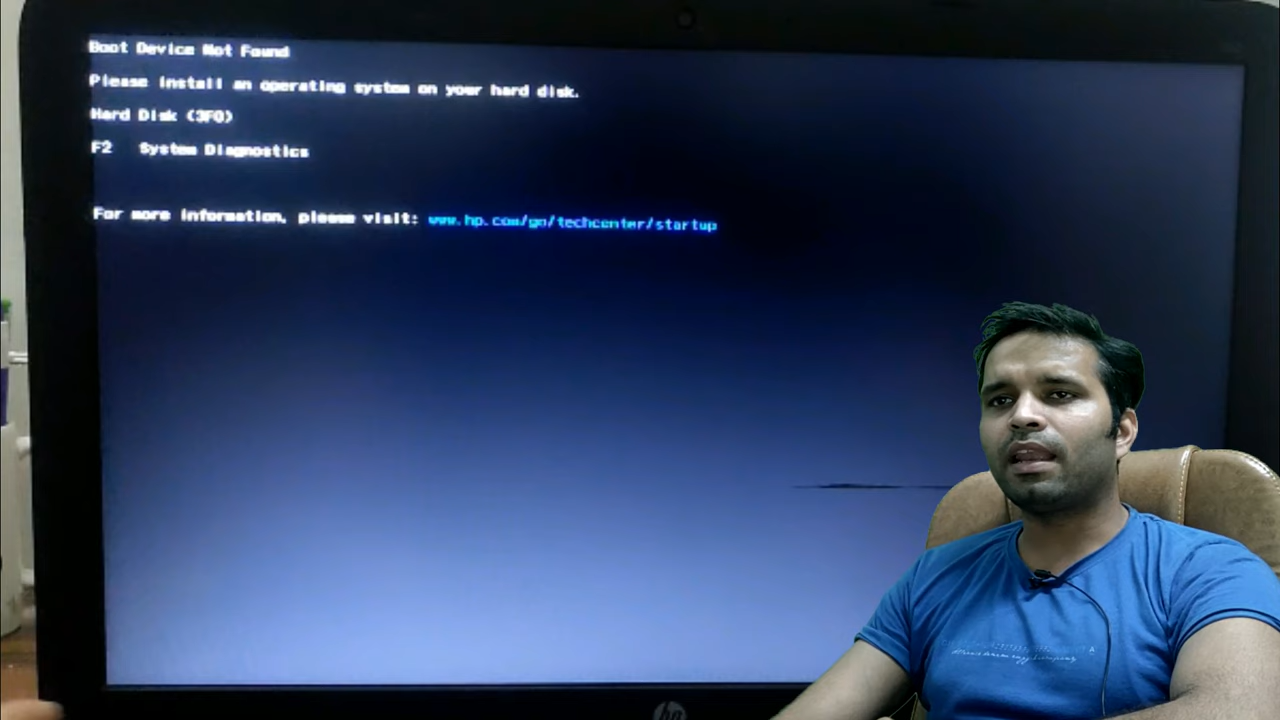 Boot Device Not Found
Please install an operating system on your hard disk.
Hard Disk (3F0)
F2 System Diagnostics
For more information, please visit: www.hp.com/go/techcenter/startup
hp